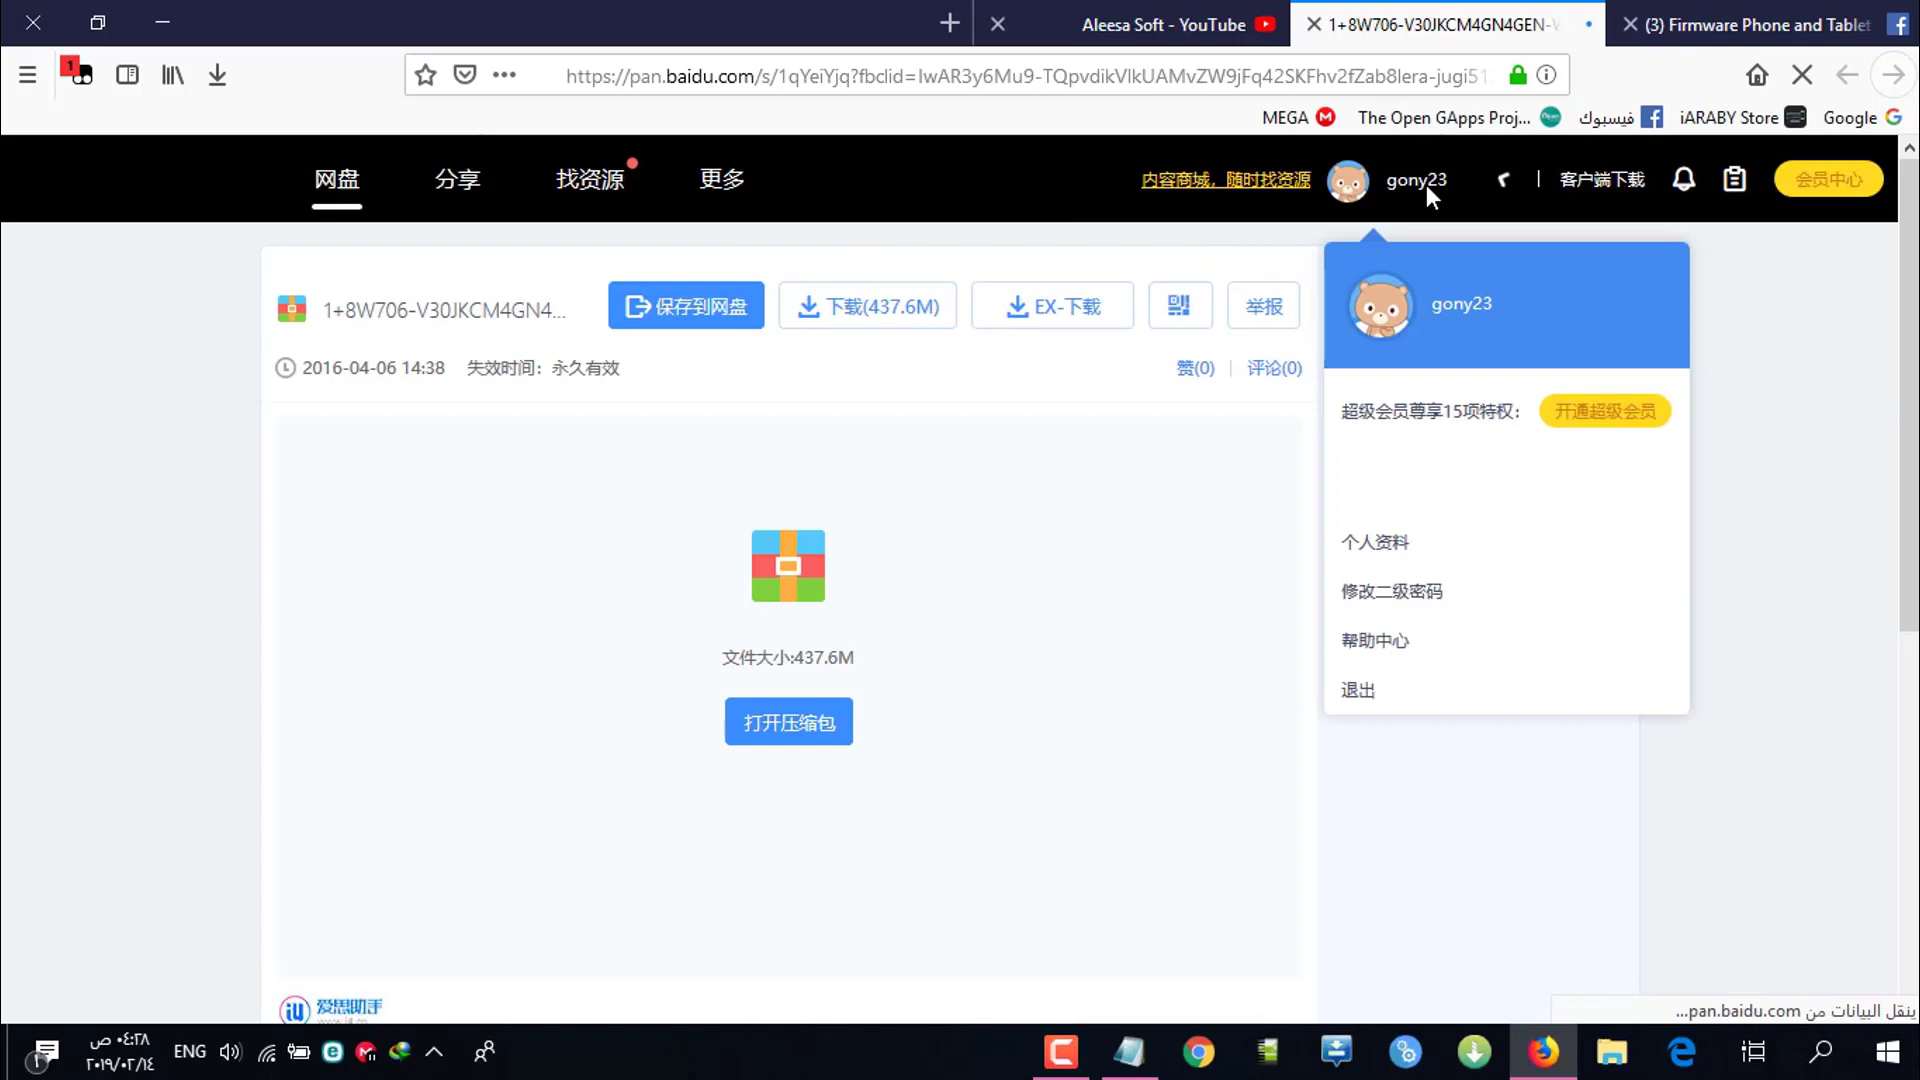 Aleesa Soft - YouTube
1+8W706-V30JKCM4GN4GEN-
(3) Firmware Phone and Tablet
1
https://pan.baidu.com/s/1qYeiYjq?fbclid=IwAR3y6Mu9-TQpvdikVlkUAMvZW9jFq42SKFhv2fZab8lera-jugi51
MEGA
The Open GApps Proj...
فيسبوك
iARABY Store
Google
网盘
分享
找资源
更多
内容商城，随时找资源
gony23
客户端下载
会员中心
1+8W706-V30JKCM4GN4...
保存到网盘
下载(437.6M)
EX-下载
举报
2016-04-06 14:38
失效时间：永久有效
赞(0)
评论(0)
gony23
超级会员尊享15项特权：
开通超级会员
个人资料
修改二级密码
帮助中心
退出
文件大小:437.6M
打开压缩包
爱思助手
ينقل البيانات من pan.baidu.com...
٠٤:٢٨ ص
٢٠١٩/٠٢/١٤
ENG